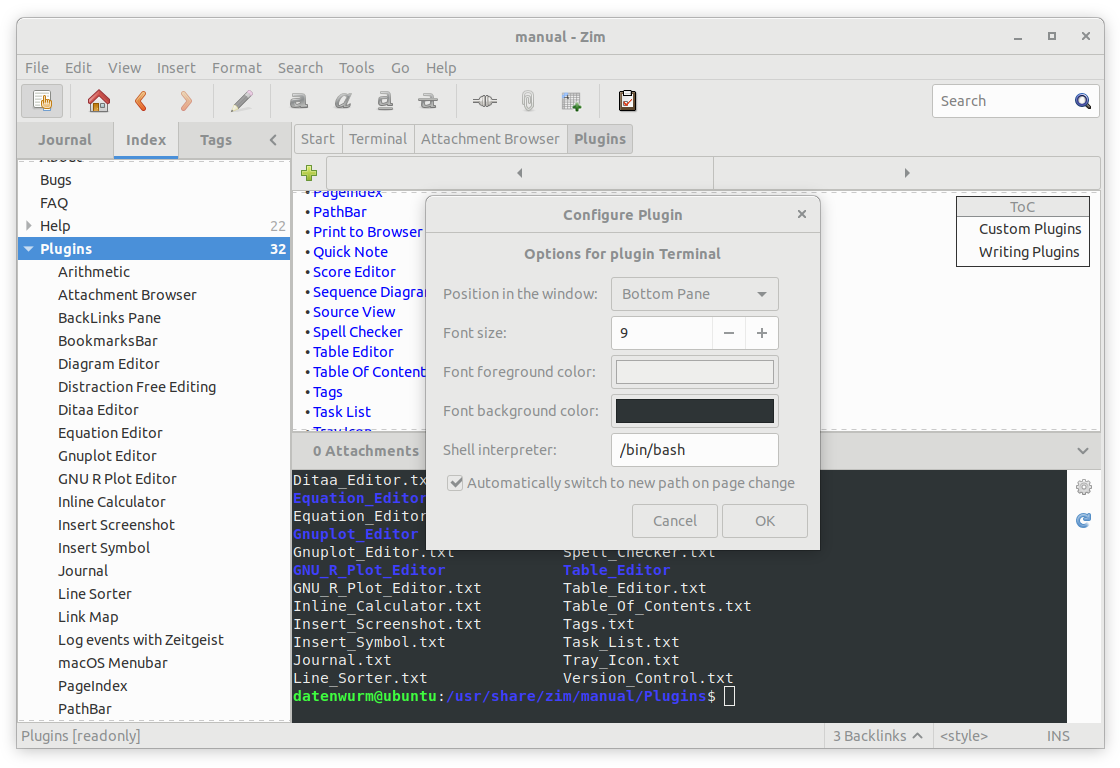 manual - Zim
File Edit View Insert Format Search Tools Go Help
Search
Journal Index Tags
Start Terminal Attachment Browser Plugins
About
Bugs
FAQ
Help 22
Plugins 32
Arithmetic
Attachment Browser
BackLinks Pane
BookmarksBar
Diagram Editor
Distraction Free Editing
Ditaa Editor
Equation Editor
Gnuplot Editor
GNU R Plot Editor
Inline Calculator
Insert Screenshot
Insert Symbol
Journal
Line Sorter
Link Map
Log events with Zeitgeist
macOS Menubar
PageIndex
PathBar
• PageIndex
• PathBar
• Print to Browser
• Quick Note
• Score Editor
• Sequence Diagra
• Source View
• Spell Checker
• Table Editor
• Table Of Content
• Tags
• Task List
• Tray Icon
ToC
Custom Plugins
Writing Plugins
Configure Plugin
Options for plugin Terminal
Position in the window: Bottom Pane
Font size: 9
Font foreground color:
Font background color:
Shell interpreter: /bin/bash
Automatically switch to new path on page change
Cancel OK
0 Attachments
Ditaa_Editor.tx
Equation_Editor
Equation_Editor
Gnuplot_Editor
Gnuplot_Editor.txt Spell_Checker.txt
GNU_R_Plot_Editor Table_Editor
GNU_R_Plot_Editor.txt Table_Editor.txt
Inline_Calculator.txt Table_Of_Contents.txt
Insert_Screenshot.txt Tags.txt
Insert_Symbol.txt Task_List.txt
Journal.txt Tray_Icon.txt
Line_Sorter.txt Version_Control.txt
datenwurm@ubuntu:/usr/share/zim/manual/Plugins$
Plugins [readonly] 3 Backlinks <style> INS